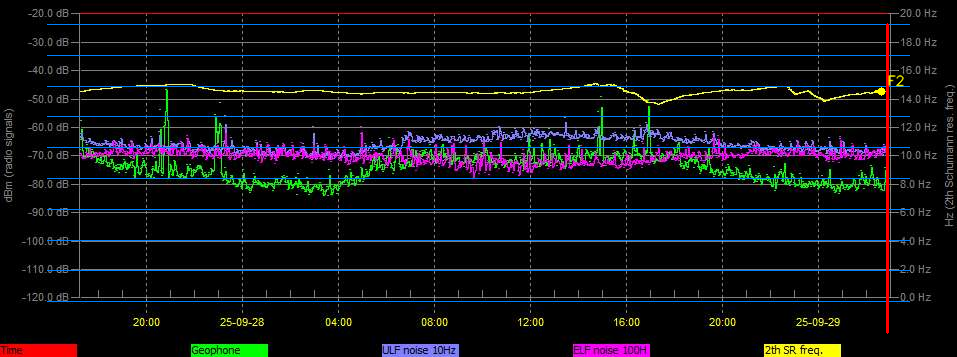 -20.0 dB 20.0 Hz
-30.0 dB 18.0 Hz
-40.0 dB 16.0 Hz
F2
-50.0 dB 14.0 Hz
-60.0 dB 12.0 Hz
-70.0 dB 10.0 Hz
-80.0 dB 8.0 Hz
-90.0 dB 6.0 Hz
-100.0 dB 4.0 Hz
-110.0 dB 2.0 Hz
-120.0 dB 0.0 Hz
dBm (radio signals)
Hz (2th Schumann res. freq.)
20:00 25-09-28 04:00 08:00 12:00 16:00 20:00 25-09-29
Time Geophone ULF noise 10Hz ELF noise 100H 2th SR freq.